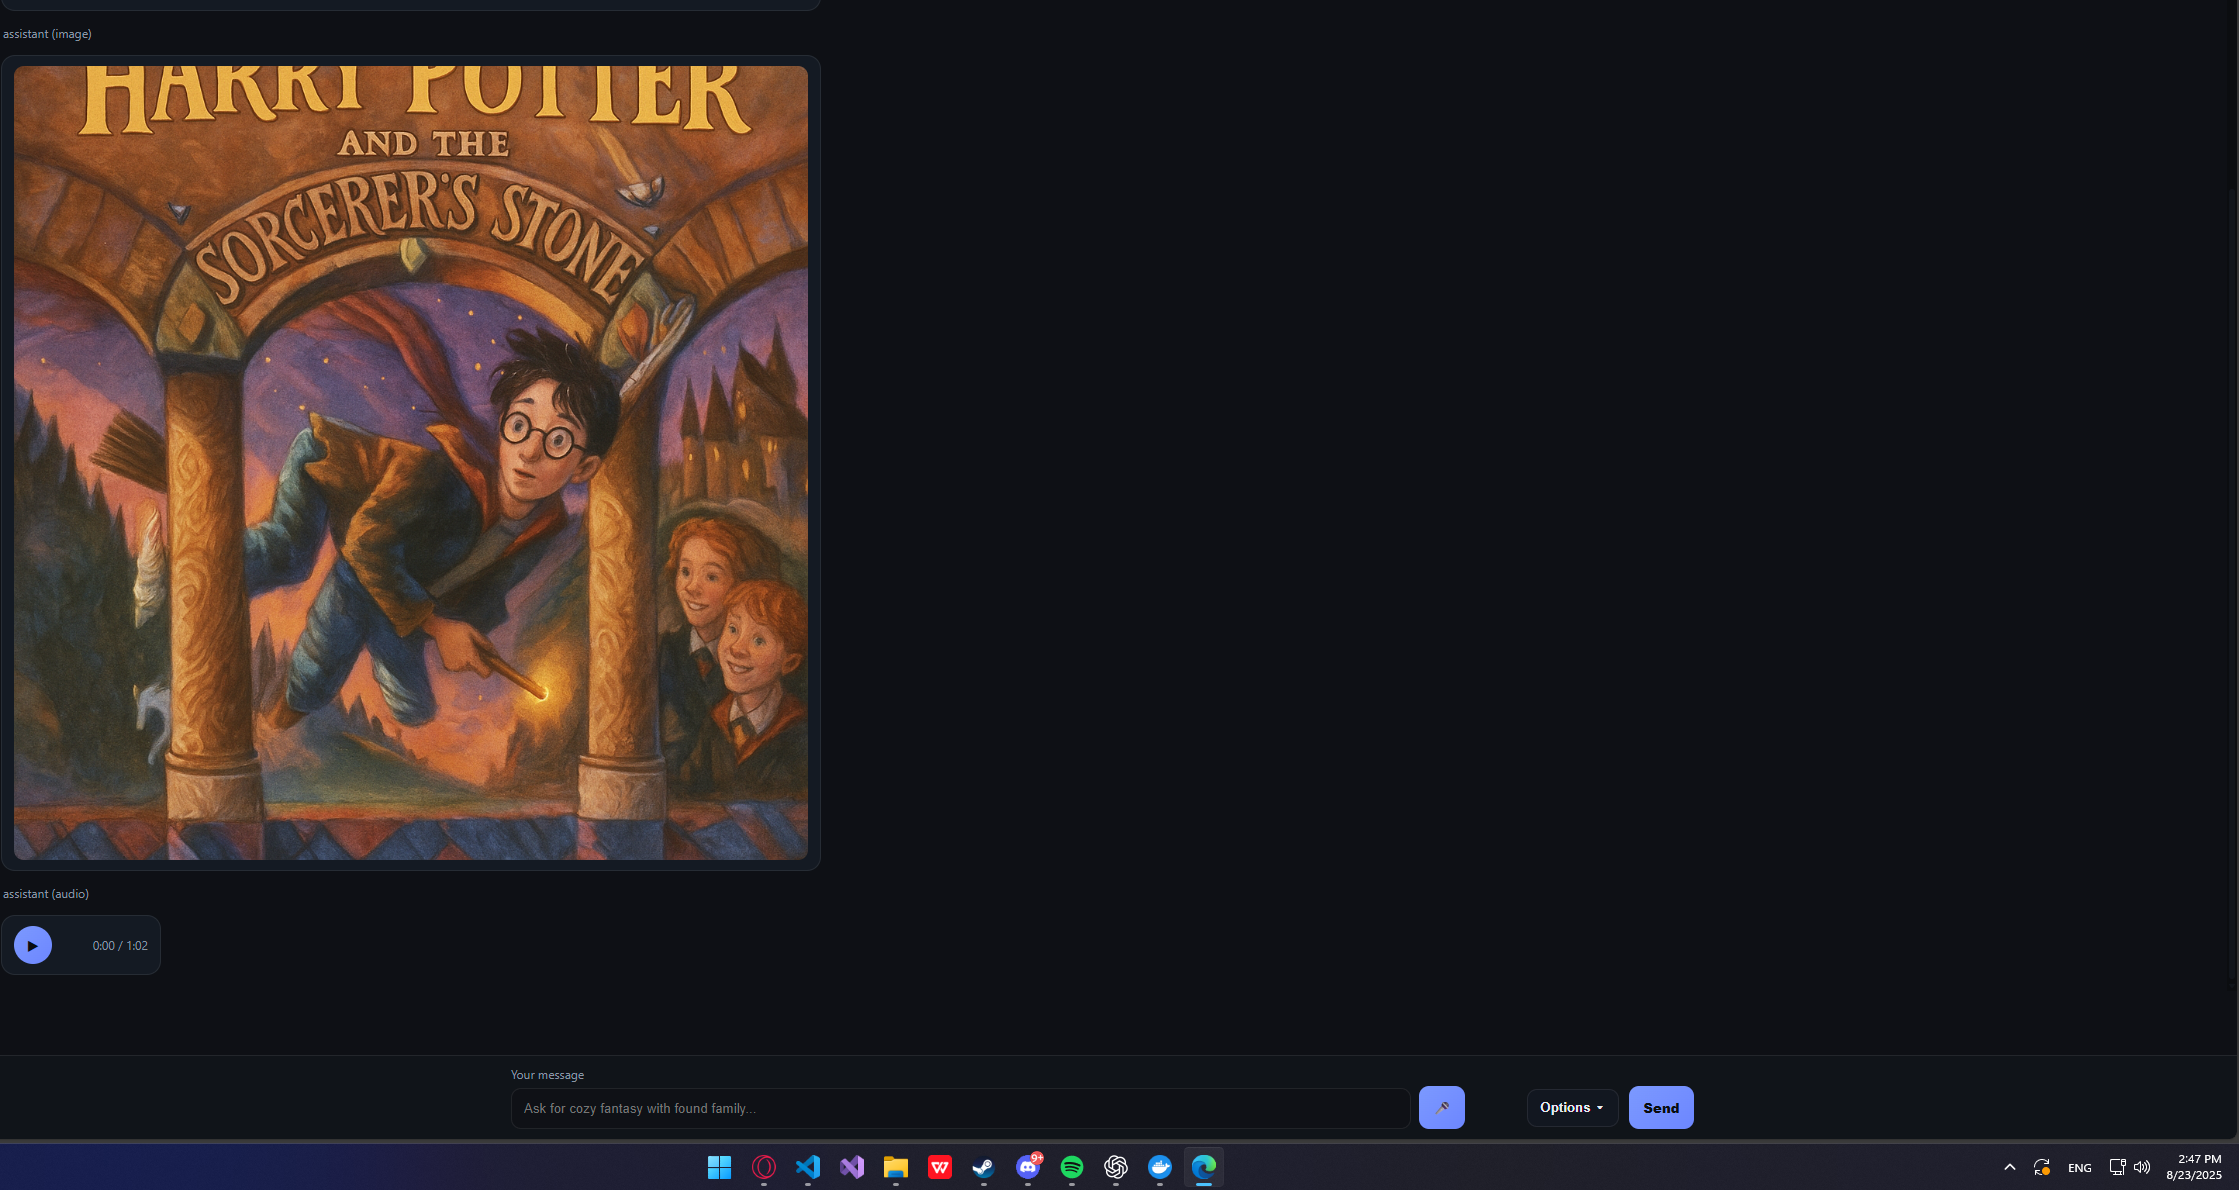 assistant (image)
HARRY POTTER
AND THE
SORCERER'S STONE
assistant (audio)
0:00 / 1:02
Your message
Ask for cozy fantasy with found family...
Options
Send
9+
ENG
2:47 PM
8/23/2025